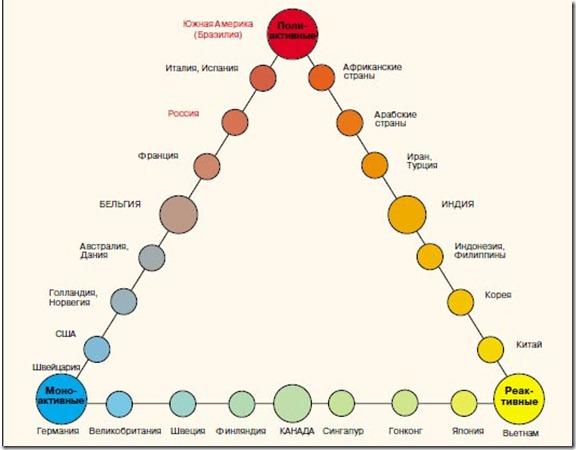 Южная Америка
(Бразилия)
Поли-
активные
Италия, Испания
Африканские
страны
Россия
Арабские
страны
Франция
Иран,
Турция
БЕЛЬГИЯ
ИНДИЯ
Австралия,
Дания
Индонезия,
Филиппины
Голландия,
Норвегия
Корея
США
Китай
Швейцария
Моно-
активные
Реак-
тивные
Германия
Великобритания
Швеция
Финляндия
КАНАДА
Сингапур
Гонконг
Япония
Вьетнам